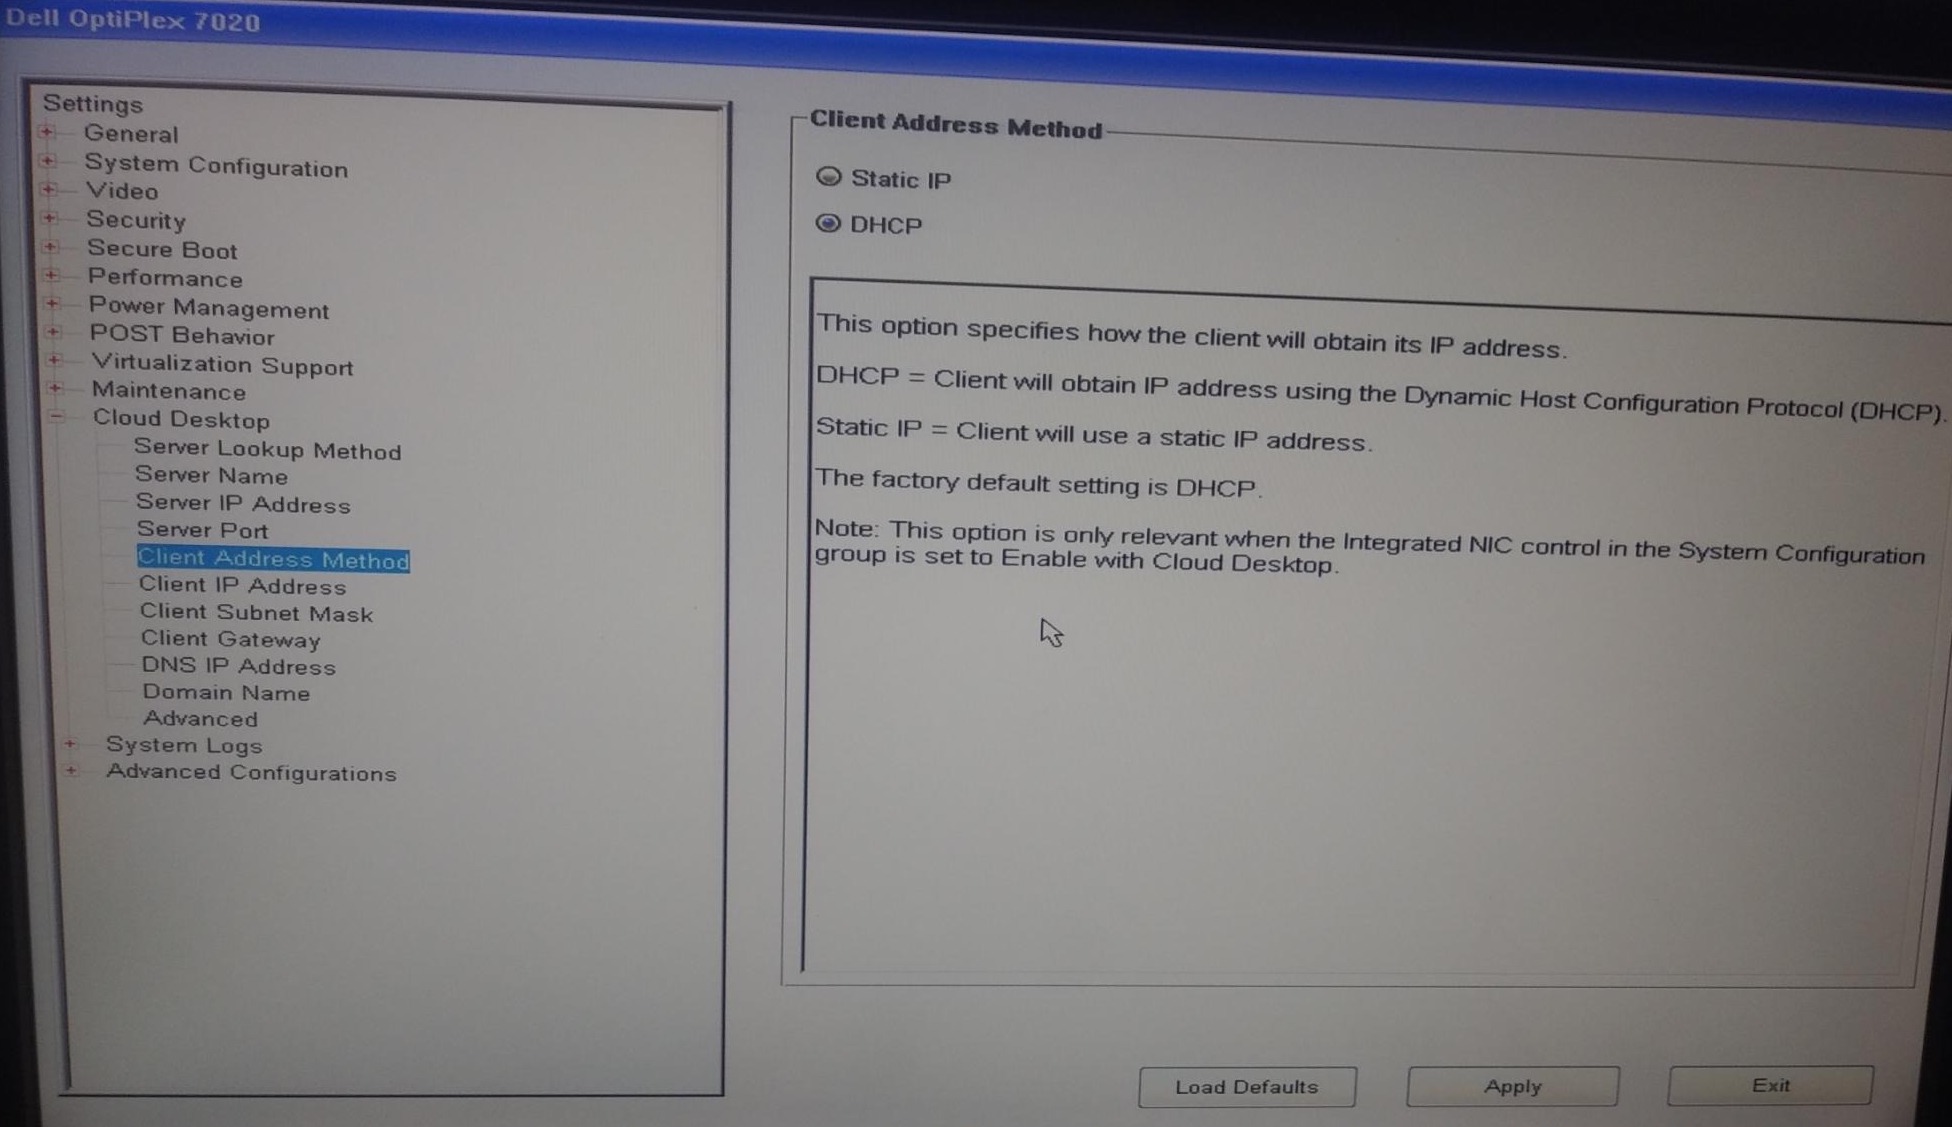 Dell OptiPlex 7020
Settings
General
System Configuration
Video
Security
Secure Boot
Performance
Power Management
POST Behavior
Virtualization Support
Maintenance
Cloud Desktop
Server Lookup Method
Server Name
Server IP Address
Server Port
Client Address Method
Client IP Address
Client Subnet Mask
Client Gateway
DNS IP Address
Domain Name
Advanced
System Logs
Advanced Configurations
Client Address Method
Static IP
DHCP
This option specifies how the client will obtain its IP address.
DHCP = Client will obtain IP address using the Dynamic Host Configuration Protocol (DHCP).
Static IP = Client will use a static IP address.
The factory default setting is DHCP.
Note: This option is only relevant when the Integrated NIC control in the System Configuration
group is set to Enable with Cloud Desktop.
Load Defaults
Apply
Exit